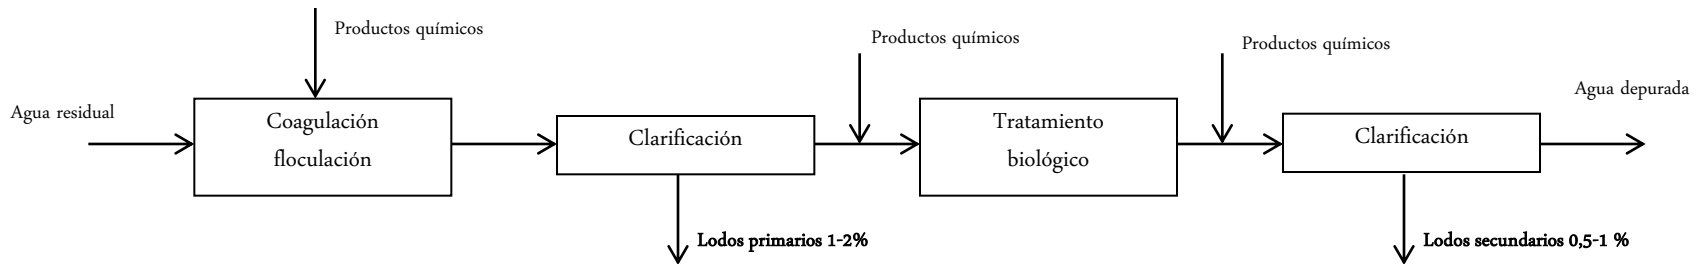 Productos químicos
Productos químicos
Productos químicos
Agua residual
Coagulación
floculación
Clarificación
Tratamiento
biológico
Clarificación
Agua depurada
Lodos primarios 1-2%
Lodos secundarios 0,5-1 %